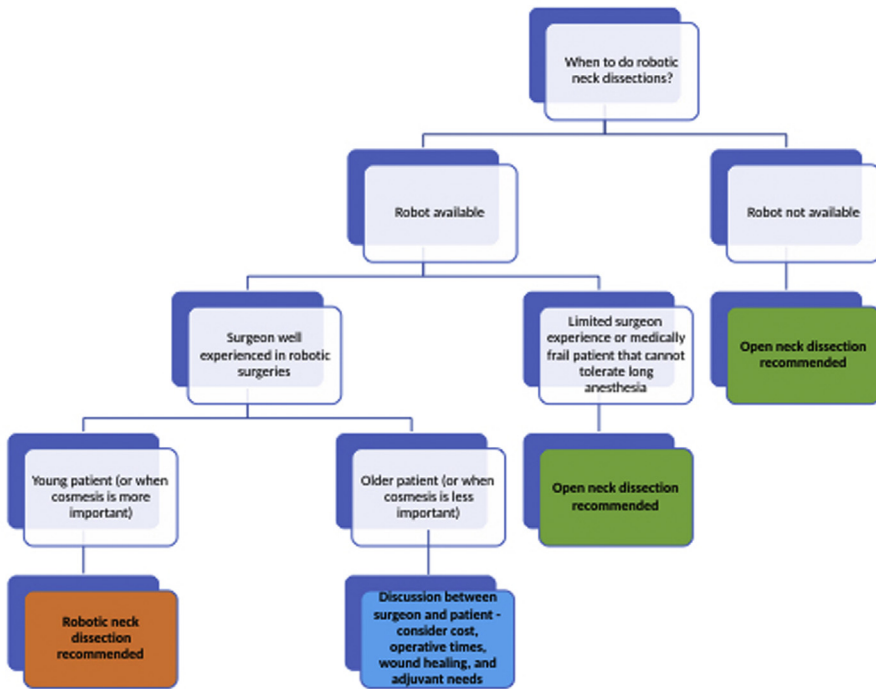 When to do robotic
neck dissections?
Robot available
Robot not available
Surgeon well
experienced in robotic
surgeries
Limited surgeon
experience or medically
frail patient that cannot
tolerate long
anesthesia
Open neck dissection
recommended
Young patient (or when
cosmesis is more
important)
Older patient (or when
cosmesis is less
important)
Open neck dissection
recommended
Robotic neck
dissection
recommended
Discussion between
surgeon and patient -
consider cost,
operative times,
wound healing, and
adjuvant needs